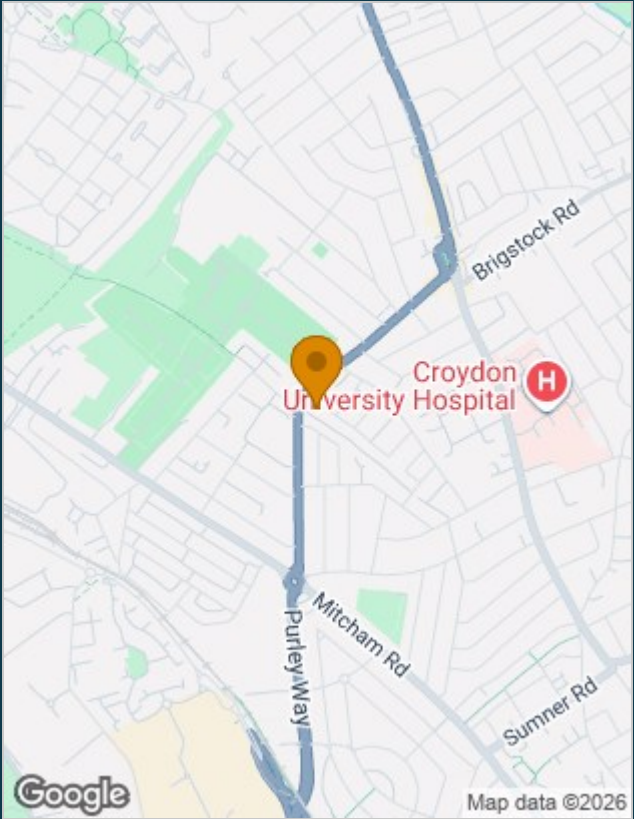 Brigstock Rd
Croydon
University Hospital
H
Mitcham Rd
Purley Way
Sumner Rd
Google
Map data ©2026